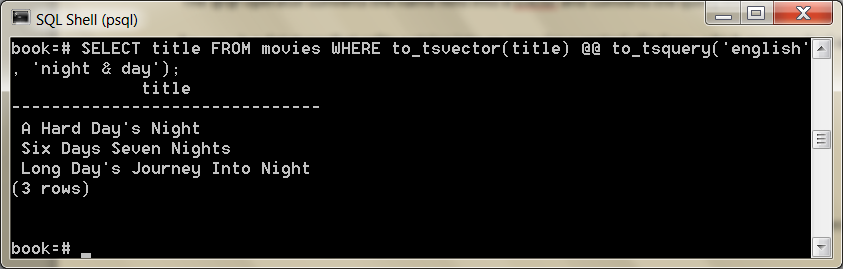 SQL Shell (psql)
book=# SELECT title FROM movies WHERE to_tsvector(title) @@ to_tsquery('english'
, 'night & day');
title
-------------------------------
A Hard Day's Night
Six Days Seven Nights
Long Day's Journey Into Night
(3 rows)
book=#